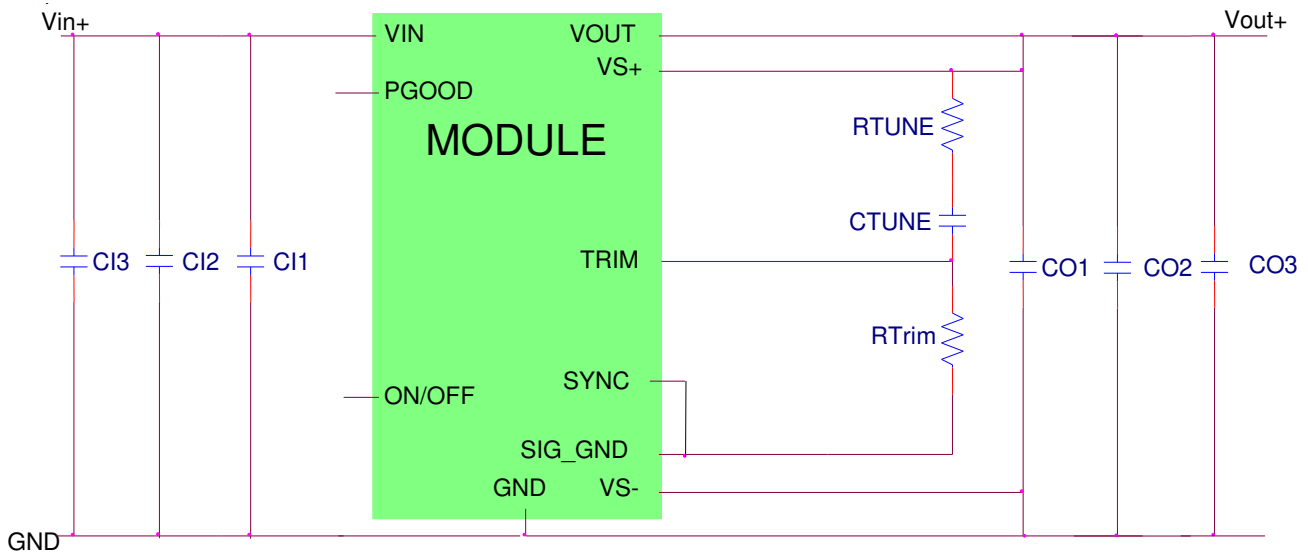 Vin+
VIN
VOUT
Vout+
VS+
PGOOD
MODULE
RTUNE
CTUNE
TRIM
CI3
CI2
CI1
CO1
CO2
CO3
RTrim
SYNC
ON/OFF
SIG_GND
GND
VS-
GND